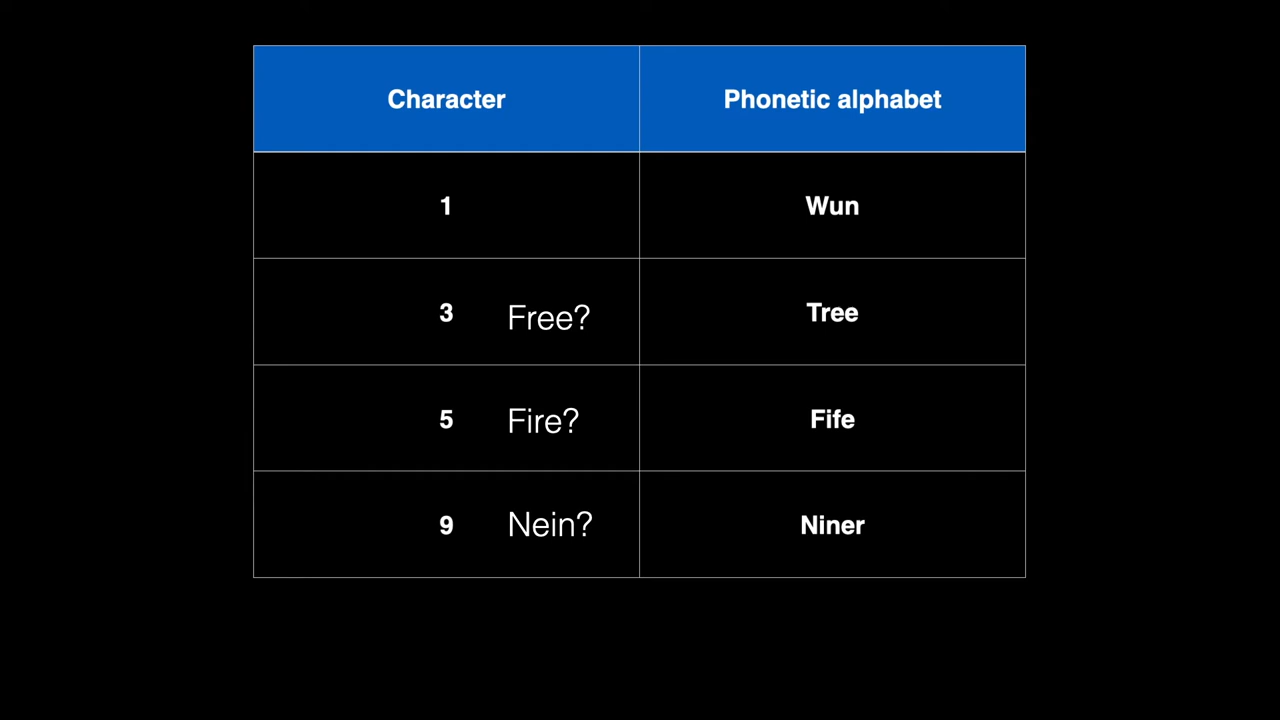 Character Phonetic alphabet
1 Wun
3 Free? Tree
5 Fire? Fife
9 Nein? Niner